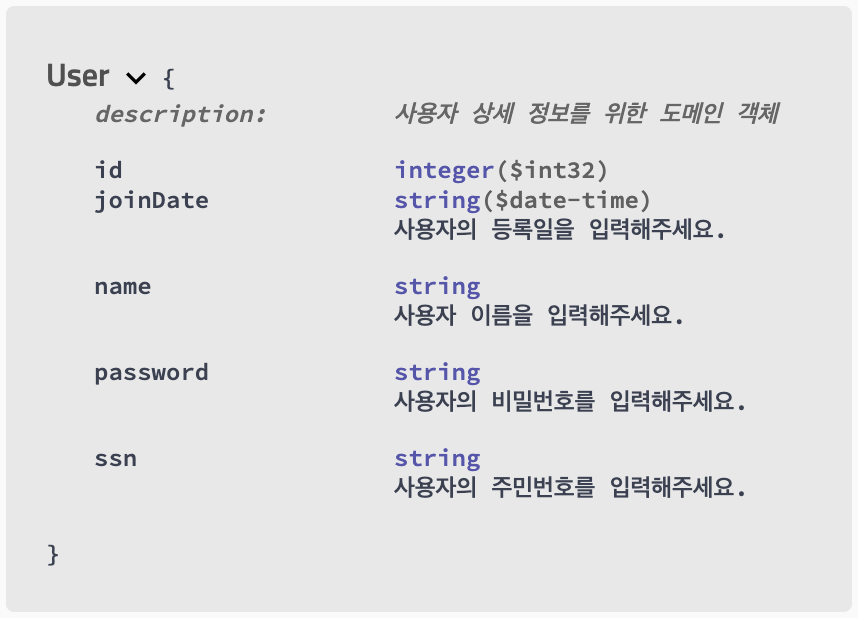 User {
description: 사용자 상세 정보를 위한 도메인 객체
id integer($int32)
joinDate string($date-time)
사용자의 등록일을 입력해주세요.
name string
사용자 이름을 입력해주세요.
password string
사용자의 비밀번호를 입력해주세요.
ssn string
사용자의 주민번호를 입력해주세요.
}